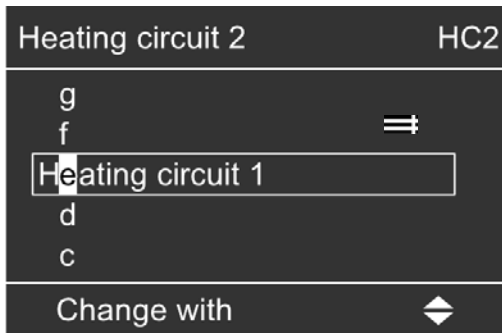 Heating circuit 2 HC2
g
f
Heating circuit 1
d
c
Change with